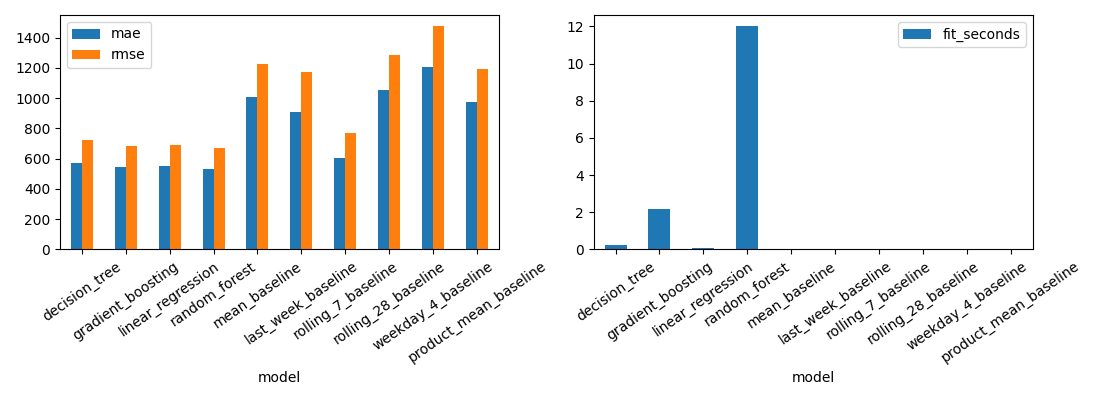 mae
rmse
1400
1200
1000
800
600
400
200
0
decision_tree
gradient_boosting
linear_regression
random_forest
mean_baseline
last_week_baseline
rolling_7_baseline
rolling_28_baseline
weekday_4_baseline
product_mean_baseline
model
fit_seconds
12
10
8
6
4
2
0
decision_tree
gradient_boosting
linear_regression
random_forest
mean_baseline
last_week_baseline
rolling_7_baseline
rolling_28_baseline
weekday_4_baseline
product_mean_baseline
model